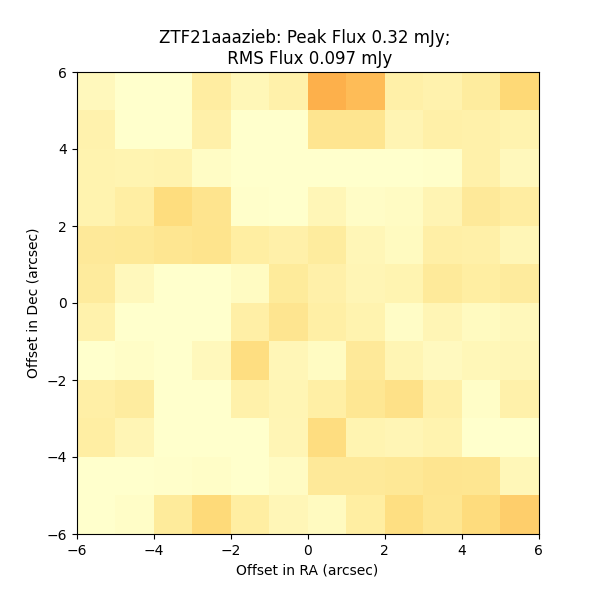 ZTF21aaazieb: Peak Flux 0.32 mJy;
RMS Flux 0.097 mJy
6
4
2
0
−2
−4
−6
Offset in Dec (arcsec)
−6 −4 −2 0 2 4 6
Offset in RA (arcsec)